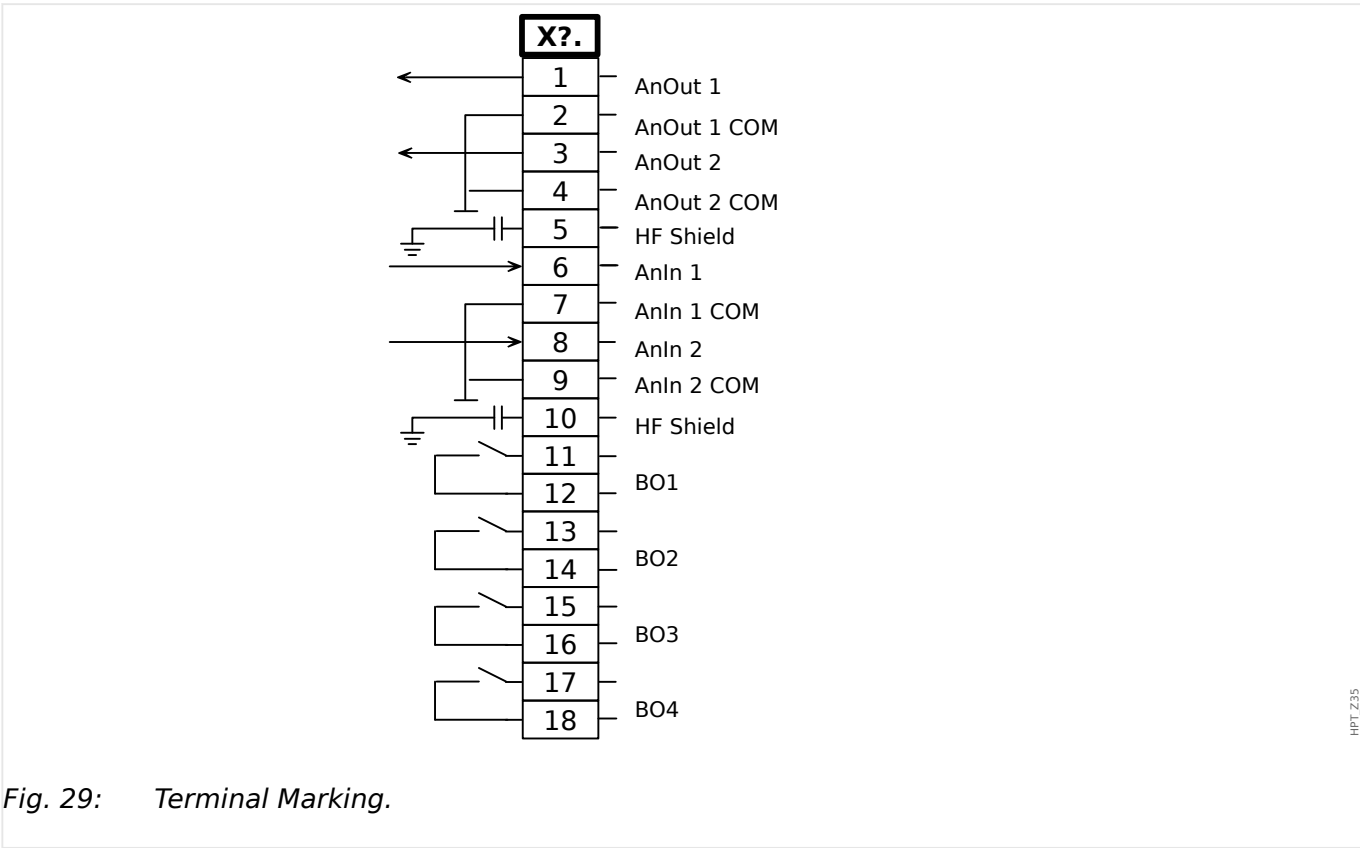 X?.
1 AnOut 1
2 AnOut 1 COM
3 AnOut 2
4 AnOut 2 COM
5 HF Shield
6 AnIn 1
7 AnIn 1 COM
8 AnIn 2
9 AnIn 2 COM
10 HF Shield
11
BO1
12
13
BO2
14
15
BO3
16
17
BO4
18
HPT_Z35
Fig. 29: Terminal Marking.